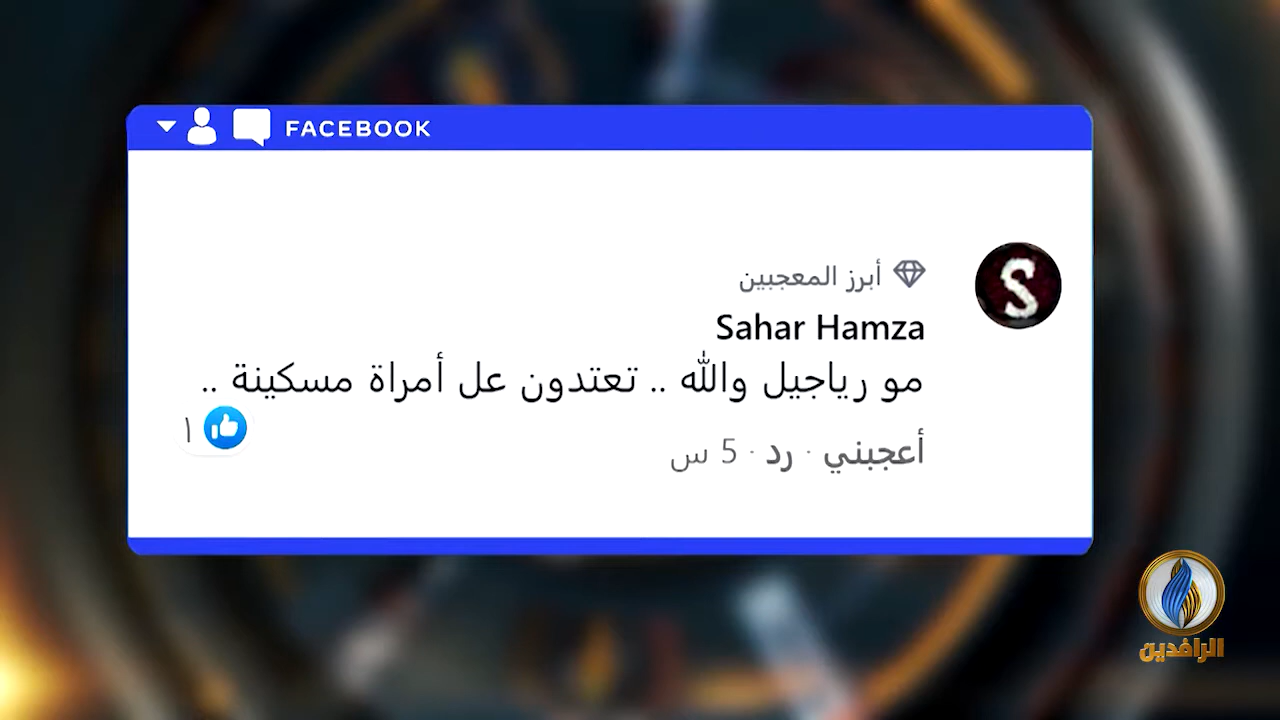 FACEBOOK
أبرز المعجبين
S
Sahar Hamza
مو رياجيل والله .. تعتدون عل أمراة مسكينة ..
١
أعجبني · رد · 5 س
الرافدين